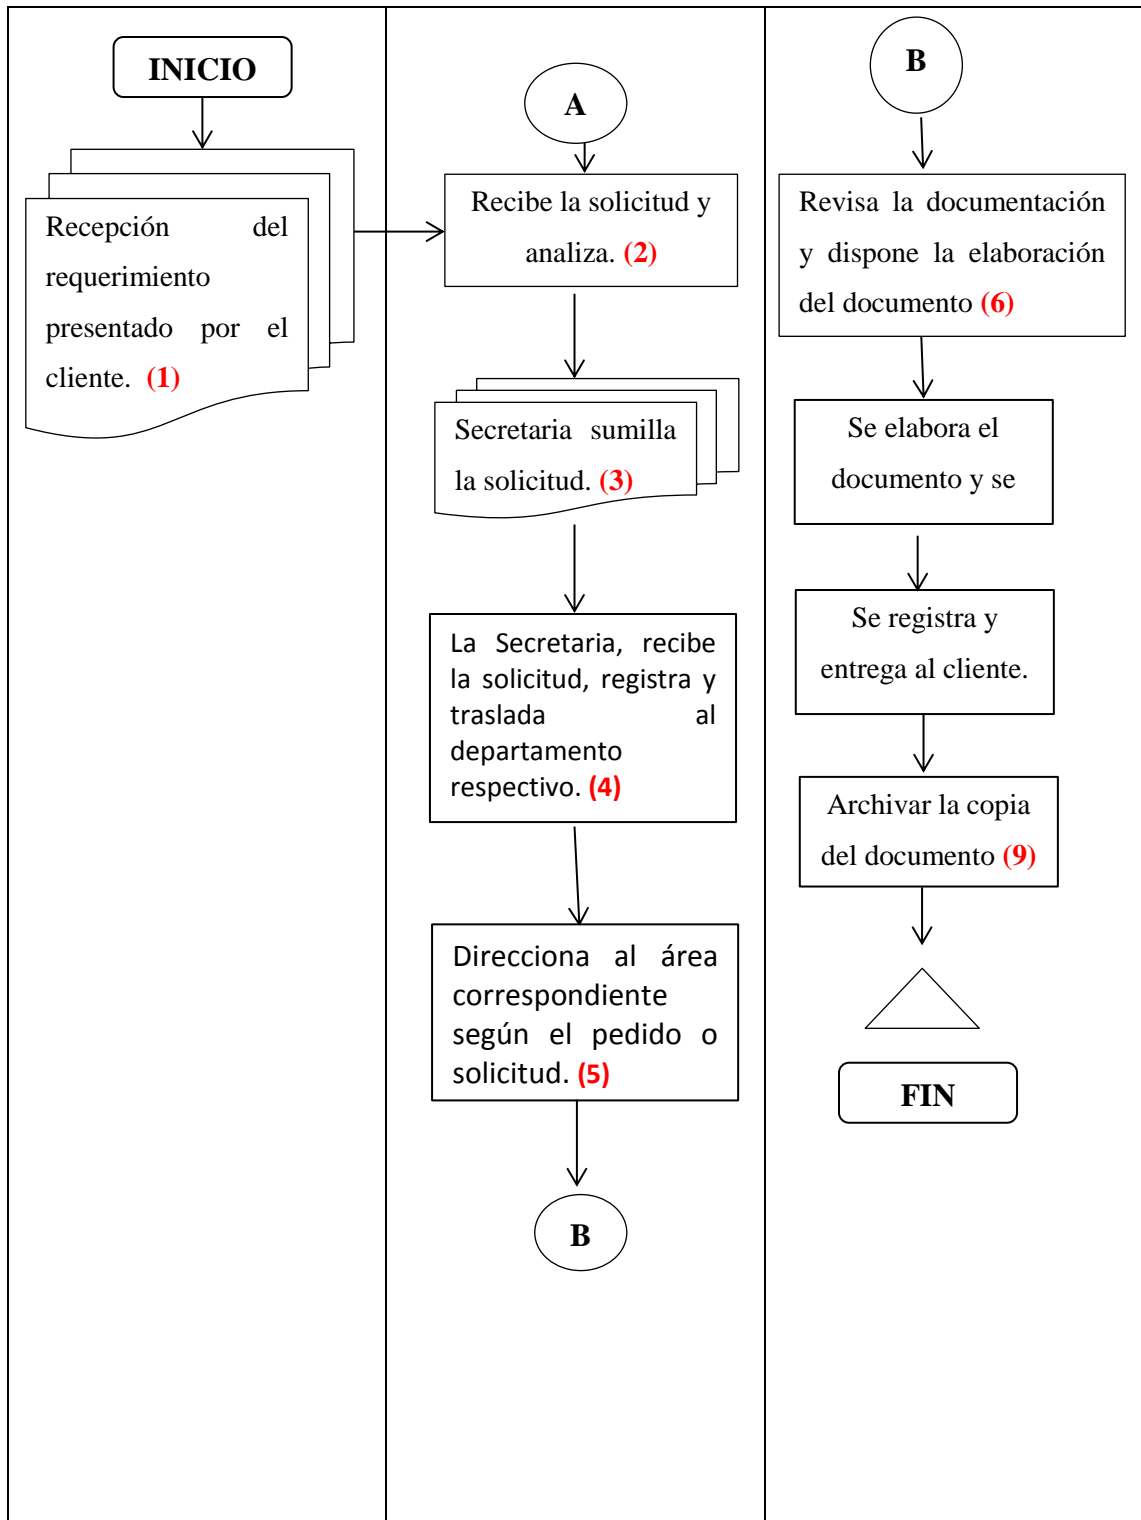 INICIO
Recepción del
requerimiento
presentado por el
cliente. (1)
A
Recibe la solicitud y
analiza. (2)
Secretaria sumilla
la solicitud. (3)
La Secretaria, recibe
la solicitud, registra y
traslada al
departamento
respectivo. (4)
Direcciona al área
correspondiente
según el pedido o
solicitud. (5)
B
B
Revisa la documentación
y dispone la elaboración
del documento (6)
Se elabora el
documento y se
Se registra y
entrega al cliente.
Archivar la copia
del documento (9)
FIN